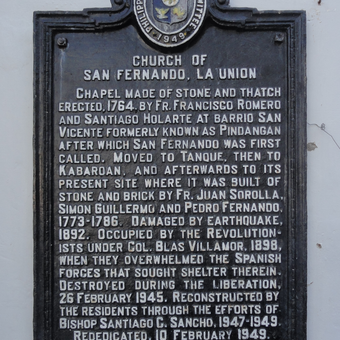 PHILIPPINE
COMMITTEE
1949
CHURCH OF
SAN FERNANDO, LA UNION
CHAPEL MADE OF STONE AND THATCH
ERECTED, 1764, BY FR. FRANCISCO ROMERO
AND SANTIAGO HOLARTE AT BARRIO SAN
VICENTE FORMERLY KNOWN AS PINDANGAN
AFTER WHICH SAN FERNANDO WAS FIRST
CALLED. MOVED TO TANQUE, THEN TO
KABAROAN, AND AFTERWARDS TO ITS
PRESENT SITE WHERE IT WAS BUILT OF
STONE AND BRICK BY FR. JUAN SOROLLA,
SIMON GUILLERMO AND PEDRO FERNANDO,
1773-1786. DAMAGED BY EARTHQUAKE,
1892. OCCUPIED BY THE REVOLUTION-
ISTS UNDER COL. BLAS VILLAMOR, 1898,
WHEN THEY OVERWHELMED THE SPANISH
FORCES THAT SOUGHT SHELTER THEREIN.
DESTROYED DURING THE LIBERATION,
26 FEBRUARY 1945. RECONSTRUCTED BY
THE RESIDENTS THROUGH THE EFFORTS OF
BISHOP SANTIAGO C. SANCHO, 1947-1949.
REDEDICATED, 10 FEBRUARY 1949.